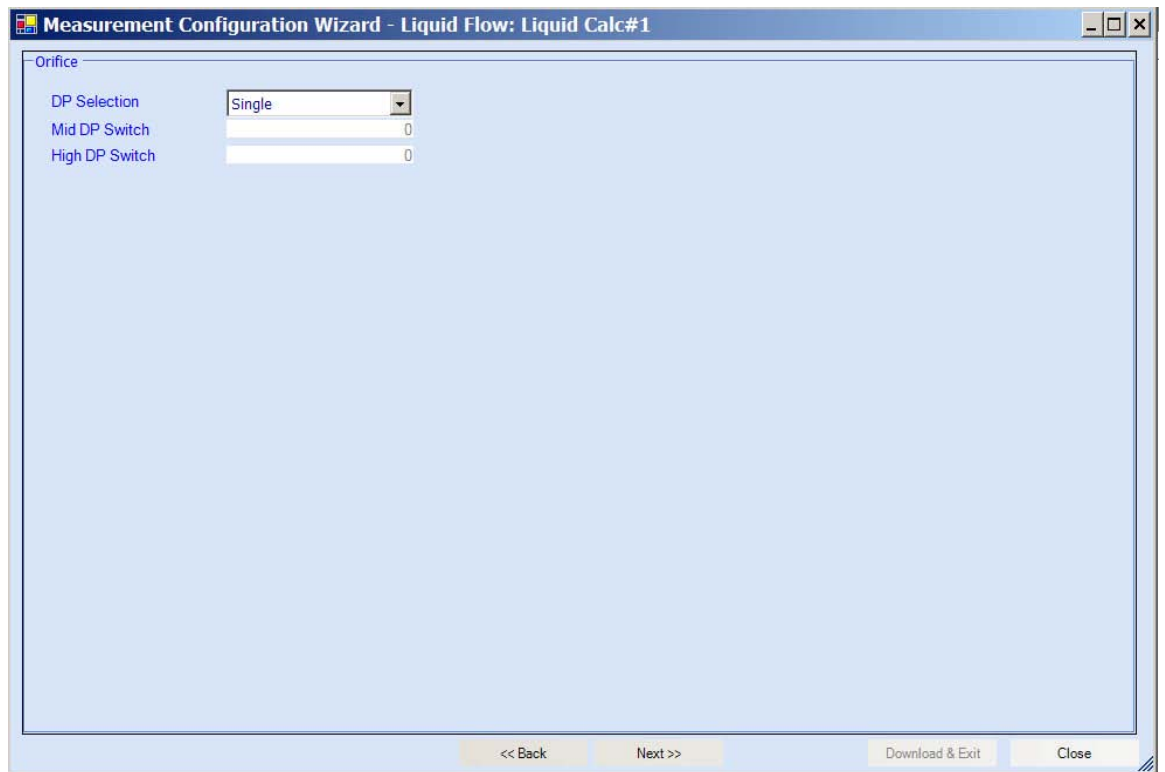 Measurement Configuration Wizard - Liquid Flow: Liquid Calc#1
Orifice
DP Selection Single
Mid DP Switch 0
High DP Switch 0
<< Back Next >> Download & Exit Close